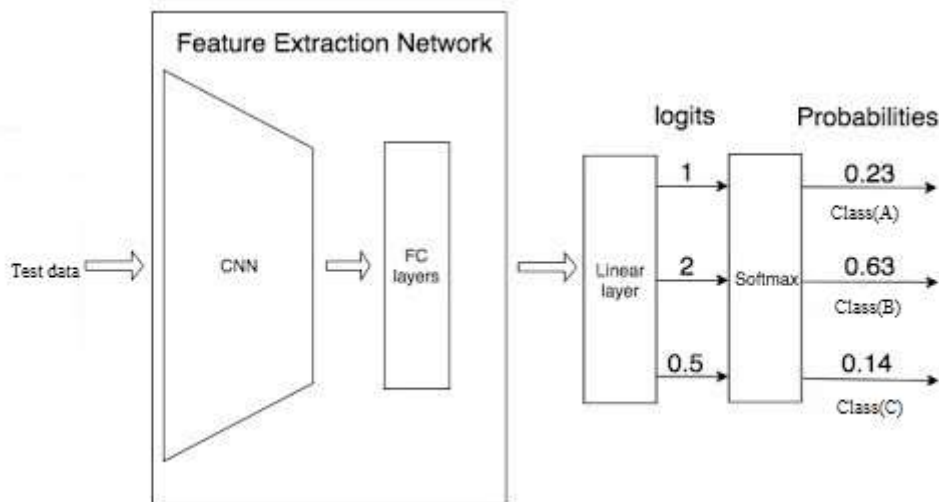 Feature Extraction Network
logits
Probabilities
1
0.23
Class(A)
Test data
CNN
FC
layers
Linear
layer
2
Softmax
0.63
Class(B)
0.5
0.14
Class(C)